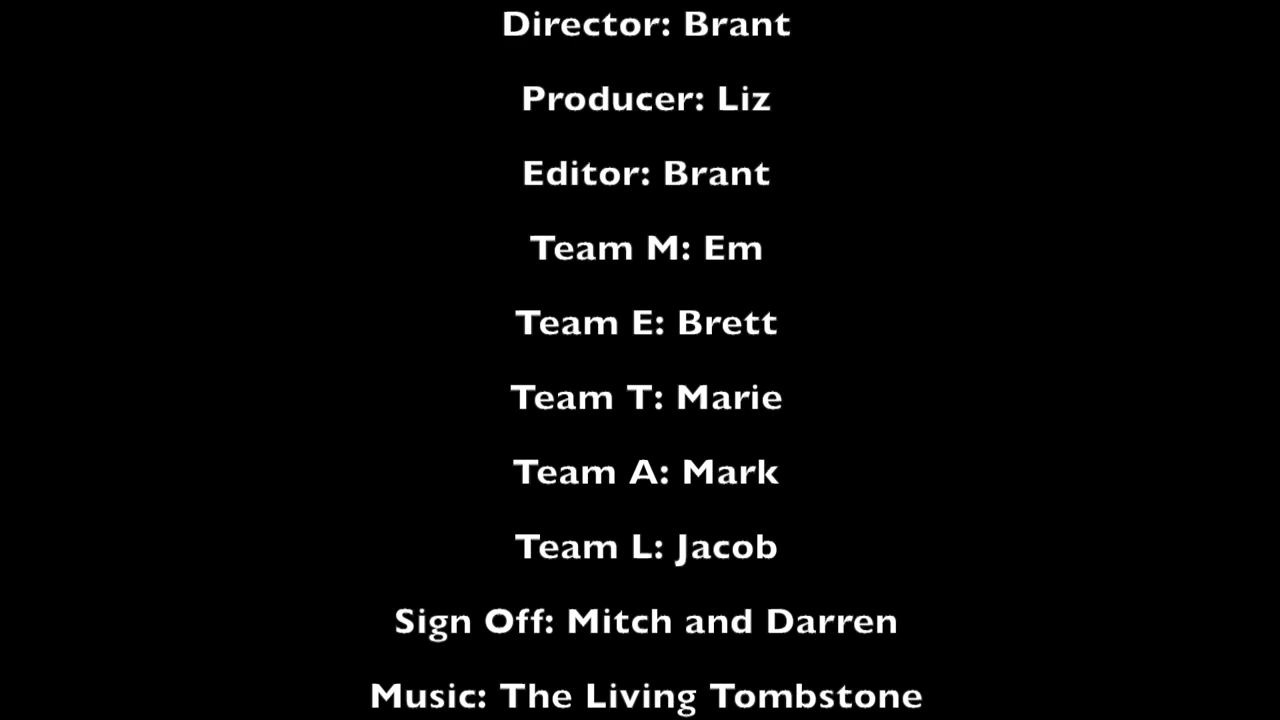 Director: Brant
Producer: Liz
Editor: Brant
Team M: Em
Team E: Brett
Team T: Marie
Team A: Mark
Team L: Jacob
Sign Off: Mitch and Darren
Music: The Living Tombstone